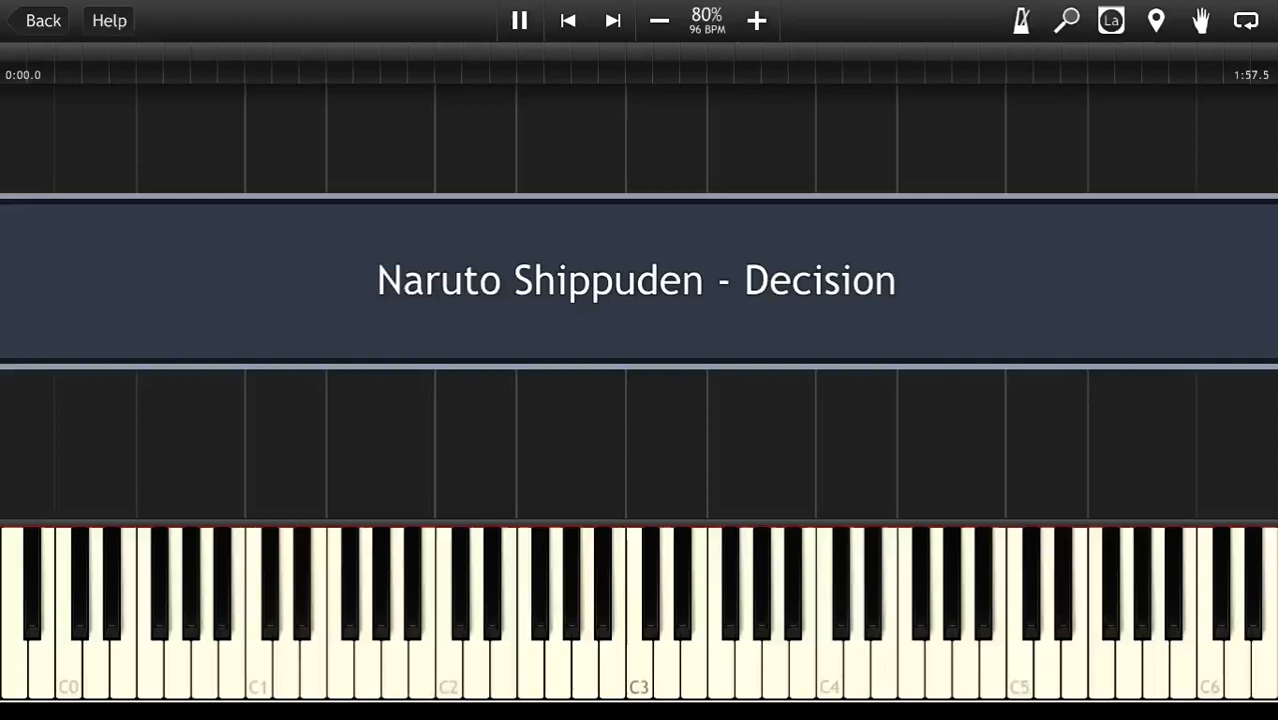 Back
Help
80%
96 BPM
La
0:00.0
1:57.5
Naruto Shippuden - Decision
C0
C1
C2
C3
C4
C5
C6